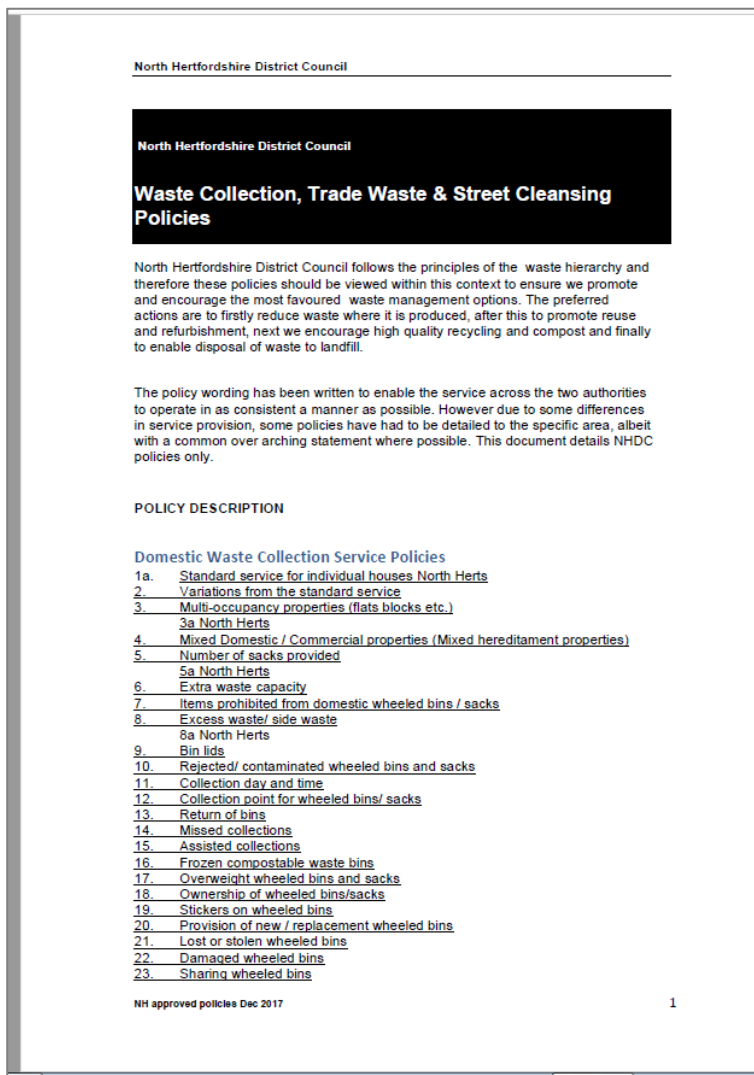 North Hertfordshire District Council
North Hertfordshire District Council
Waste Collection, Trade Waste & Street Cleansing
Policies
North Hertfordshire District Council follows the principles of the waste hierarchy and
therefore these policies should be viewed within this context to ensure we promote
and encourage the most favoured waste management options. The preferred
actions are to firstly reduce waste where it is produced, after this to promote reuse
and refurbishment, next we encourage high quality recycling and compost and finally
to enable disposal of waste to landfill.
The policy wording has been written to enable the service across the two authorities
to operate in as consistent a manner as possible. However due to some differences
in service provision, some policies have had to be detailed to the specific area, albeit
with a common over arching statement where possible. This document details NHDC
policies only.
POLICY DESCRIPTION
Domestic Waste Collection Service Policies
1a. Standard service for individual houses North Herts
2. Variations from the standard service
3. Multi-occupancy properties (flats blocks etc.)
3a North Herts
4. Mixed Domestic / Commercial properties (Mixed hereditament properties)
5. Number of sacks provided
5a North Herts
6. Extra waste capacity
7. Items prohibited from domestic wheeled bins / sacks
8. Excess waste/ side waste
8a North Herts
9. Bin lids
10. Rejected/ contaminated wheeled bins and sacks
11. Collection day and time
12. Collection point for wheeled bins/ sacks
13. Return of bins
14. Missed collections
15. Assisted collections
16. Frozen compostable waste bins
17. Overweight wheeled bins and sacks
18. Ownership of wheeled bins/sacks
19. Stickers on wheeled bins
20. Provision of new / replacement wheeled bins
21. Lost or stolen wheeled bins
22. Damaged wheeled bins
23. Sharing wheeled bins
NH approved policies Dec 2017 1